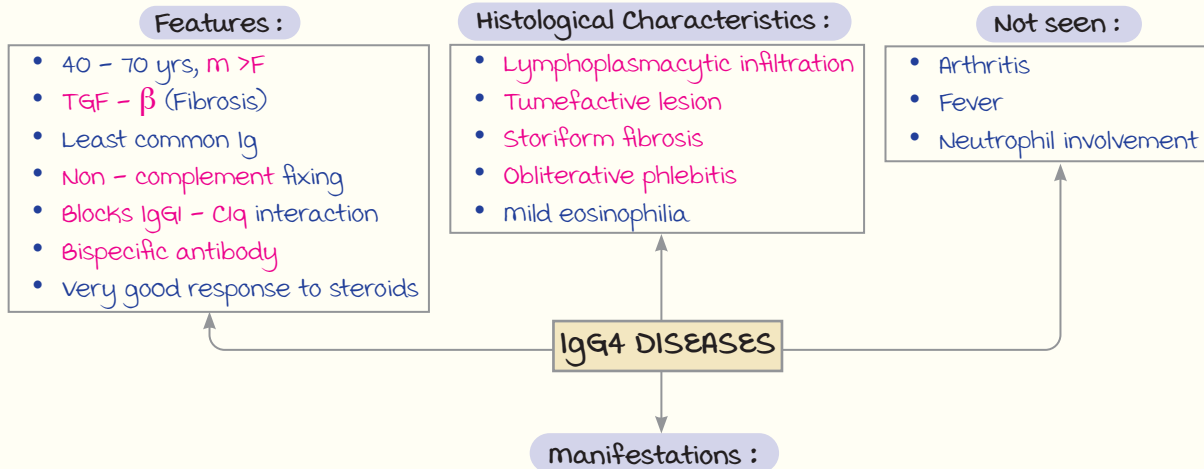 Features :
• 40 – 70 yrs, m >F
• TGF – β (Fibrosis)
• Least common Ig
• Non – complement fixing
• Blocks IgG1 – C1q interaction
• Bispecific antibody
• Very good response to steroids
Histological Characteristics :
• Lymphoplasmacytic infiltration
• Tumefactive lesion
• Storiform fibrosis
• Obliterative phlebitis
• mild eosinophilia
Not seen :
• Arthritis
• Fever
• Neutrophil involvement
IgG4 DISEASES
manifestations :